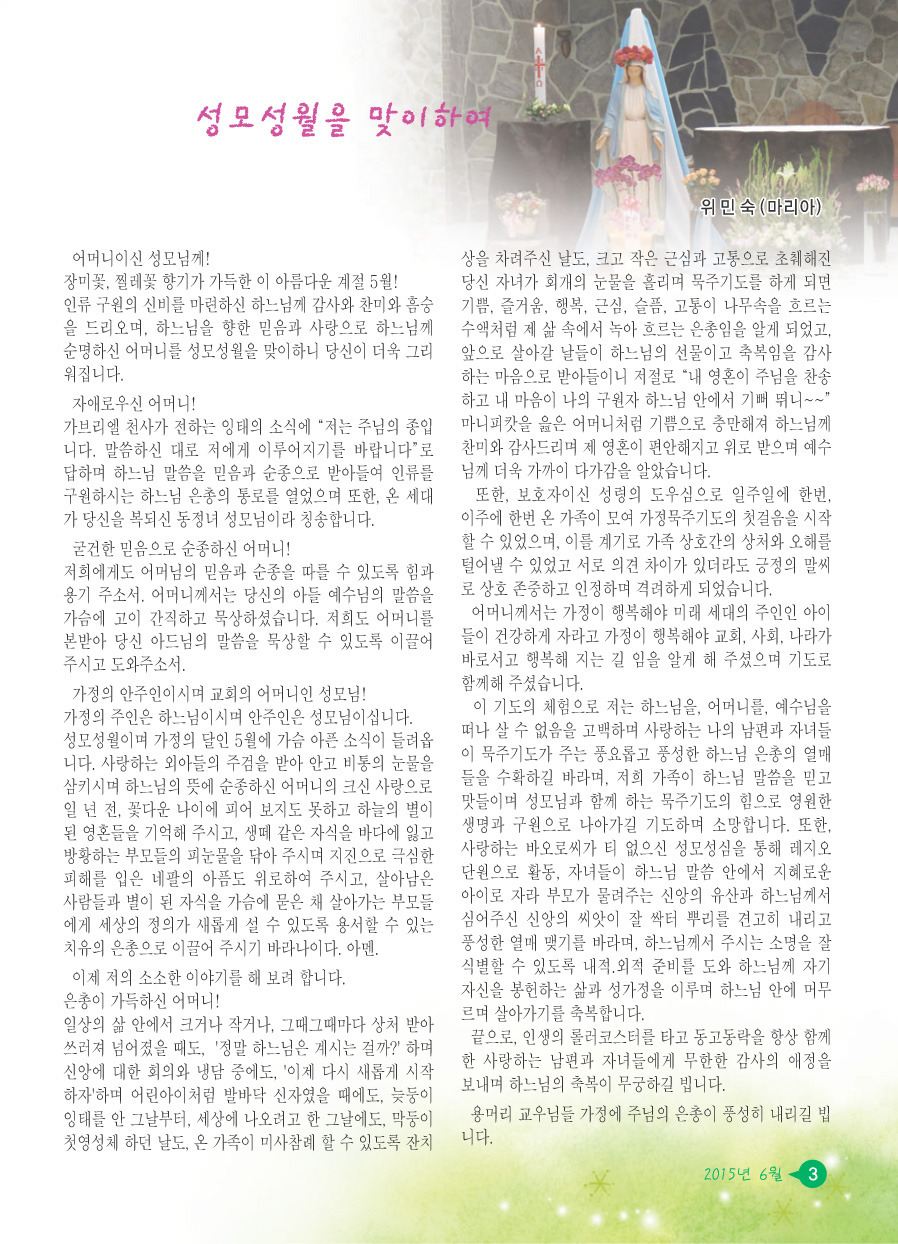 성모성월을 맞이하여
위 민 숙 (마리아)
어머니이신 성모님께!
장미꽃, 찔레꽃 향기가 가득한 이 아름다운 계절 5월!
인류 구원의 신비를 마련하신 하느님께 감사와 찬미와 흠숭
을 드리오며, 하느님을 향한 믿음과 사랑으로 하느님께
순명하신 어머니를 성모성월을 맞이하니 당신이 더욱 그리
워집니다.
자애로우신 어머니!
가브리엘 천사가 전하는 잉태의 소식에 “저는 주님의 종입
니다. 말씀하신 대로 저에게 이루어지기를 바랍니다”로
답하며 하느님 말씀을 믿음과 순종으로 받아들여 인류를
구원하시는 하느님 은총의 통로를 열었으며 또한, 온 세대
가 당신을 복되신 동정녀 성모님이라 칭송합니다.
굳건한 믿음으로 순종하신 어머니!
저희에게도 어머님의 믿음과 순종을 따를 수 있도록 힘과
용기 주소서. 어머니께서는 당신의 아들 예수님의 말씀을
가슴에 고이 간직하고 묵상하셨습니다. 저희도 어머니를
본받아 당신 아드님의 말씀을 묵상할 수 있도록 이끌어
주시고 도와주소서.
가정의 안주인이시며 교회의 어머니인 성모님!
가정의 주인은 하느님이시며 안주인은 성모님이십니다.
성모성월이며 가정의 달인 5월에 가슴 아픈 소식이 들려옵
니다. 사랑하는 외아들의 주검을 받아 안고 비통의 눈물을
삼키시며 하느님의 뜻에 순종하신 어머니의 크신 사랑으로
일 년 전, 꽃다운 나이에 피어 보지도 못하고 하늘의 별이
된 영혼들을 기억해 주시고, 생떼 같은 자식을 바다에 잃고
방황하는 부모들의 피눈물을 닦아 주시며 지진으로 극심한
피해를 입은 네팔의 아픔도 위로하여 주시고, 살아남은
사람들과 별이 된 자식을 가슴에 묻은 채 살아가는 부모들
에게 세상의 정의가 새롭게 설 수 있도록 용서할 수 있는
치유의 은총으로 이끌어 주시기 바라나이다. 아멘.
이제 저의 소소한 이야기를 해 보려 합니다.
은총이 가득하신 어머니!
일상의 삶 안에서 크거나 작거나, 그때그때마다 상처 받아
쓰러져 넘어졌을 때도, '정말 하느님은 계시는 걸까?' 하며
신앙에 대한 회의와 냉담 중에도, '이제 다시 새롭게 시작
하자'하며 어린아이처럼 발바닥 신자였을 때에도, 늦둥이
잉태를 안 그날부터, 세상에 나오려고 한 그날에도, 막둥이
첫영성체 하던 날도, 온 가족이 미사참례 할 수 있도록 잔치
상을 차려주신 날도, 크고 작은 근심과 고통으로 초췌해진
당신 자녀가 회개의 눈물을 흘리며 묵주기도를 하게 되면
기쁨, 즐거움, 행복, 근심, 슬픔, 고통이 나무속을 흐르는
수액처럼 제 삶 속에서 녹아 흐르는 은총임을 알게 되었고,
앞으로 살아갈 날들이 하느님의 선물이고 축복임을 감사
하는 마음으로 받아들이니 저절로 “내 영혼이 주님을 찬송
하고 내 마음이 나의 구원자 하느님 안에서 기뻐 뛰니~~”
마니피캇을 읊은 어머니처럼 기쁨으로 충만해져 하느님께
찬미와 감사드리며 제 영혼이 편안해지고 위로 받으며 예수
님께 더욱 가까이 다가감을 알았습니다.
또한, 보호자이신 성령의 도우심으로 일주일에 한번,
이주에 한번 온 가족이 모여 가정묵주기도의 첫걸음을 시작
할 수 있었으며, 이를 계기로 가족 상호간의 상처와 오해를
털어낼 수 있었고 서로 의견 차이가 있더라도 긍정의 말씨
로 상호 존중하고 인정하며 격려하게 되었습니다.
어머니께서는 가정이 행복해야 미래 세대의 주인인 아이
들이 건강하게 자라고 가정이 행복해야 교회, 사회, 나라가
바로서고 행복해 지는 길 임을 알게 해 주셨으며 기도로
함께해 주셨습니다.
이 기도의 체험으로 저는 하느님을, 어머니를, 예수님을
떠나 살 수 없음을 고백하며 사랑하는 나의 남편과 자녀들
이 묵주기도가 주는 풍요롭고 풍성한 하느님 은총의 열매
들을 수확하길 바라며, 저희 가족이 하느님 말씀을 믿고
맛들이며 성모님과 함께 하는 묵주기도의 힘으로 영원한
생명과 구원으로 나아가길 기도하며 소망합니다. 또한,
사랑하는 바오로씨가 티 없으신 성모성심을 통해 레지오
단원으로 활동, 자녀들이 하느님 말씀 안에서 지혜로운
아이로 자라 부모가 물려주는 신앙의 유산과 하느님께서
심어주신 신앙의 씨앗이 잘 싹터 뿌리를 견고히 내리고
풍성한 열매 맺기를 바라며, 하느님께서 주시는 소명을 잘
식별할 수 있도록 내적.외적 준비를 도와 하느님께 자기
자신을 봉헌하는 삶과 성가정을 이루며 하느님 안에 머무
르며 살아가기를 축복합니다.
끝으로, 인생의 롤러코스터를 타고 동고동락을 항상 함께
한 사랑하는 남편과 자녀들에게 무한한 감사의 애정을
보내며 하느님의 축복이 무궁하길 빕니다.
용머리 교우님들 가정에 주님의 은총이 풍성히 내리길 빕
니다.
2015년 6월 3